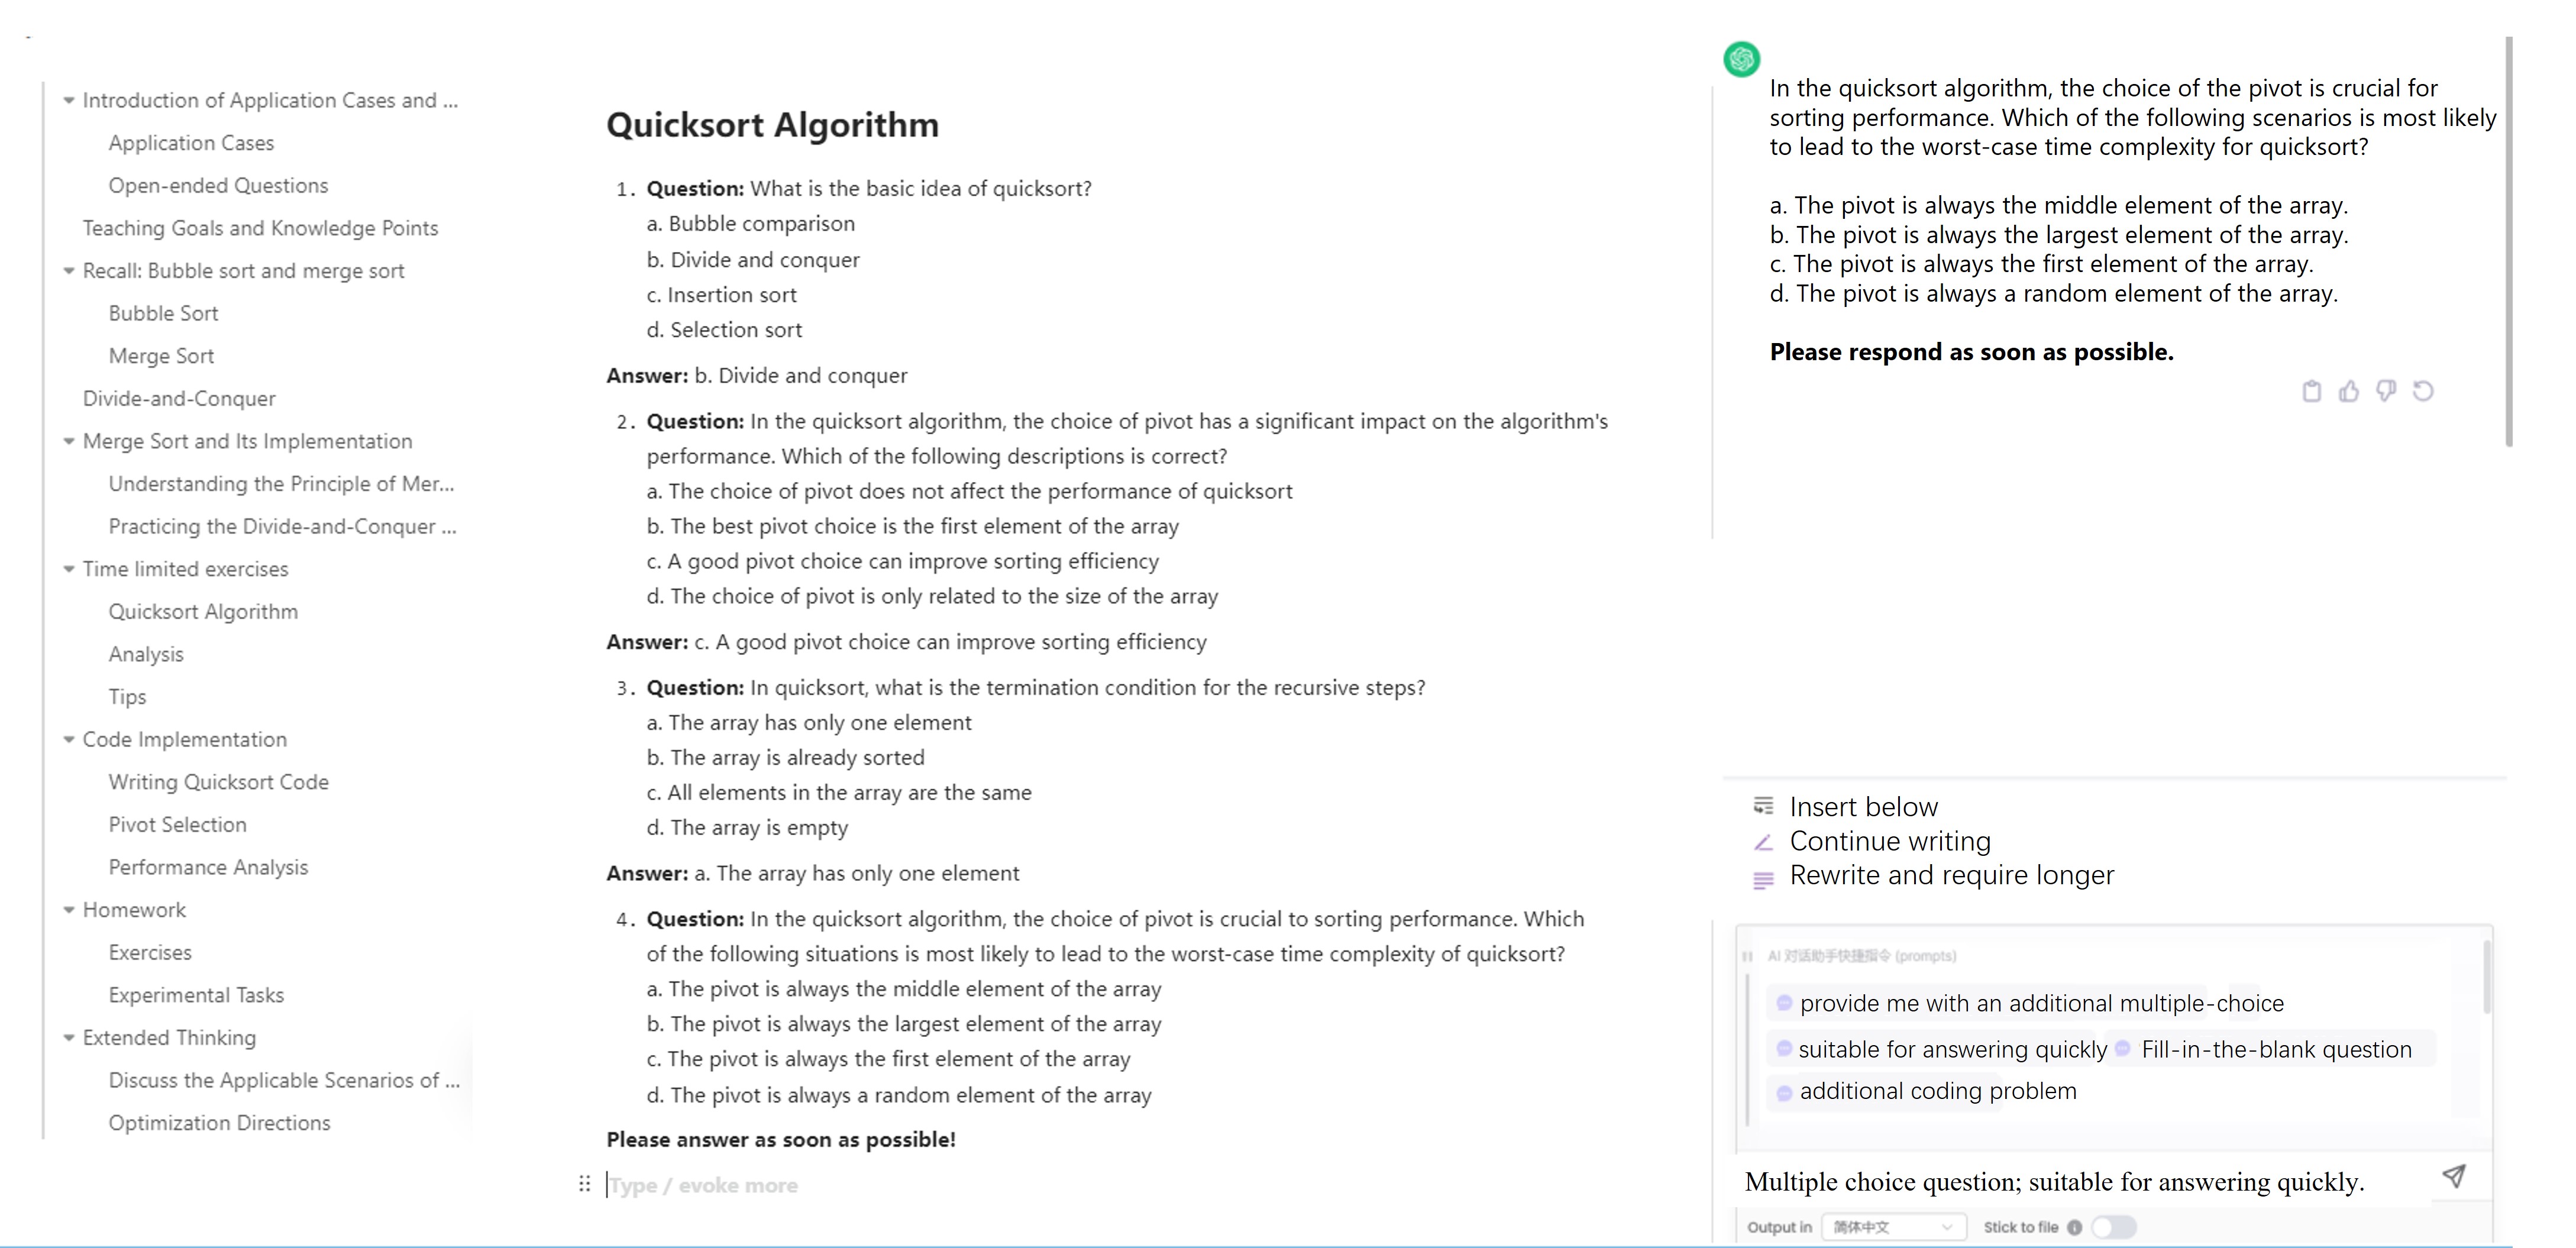 Introduction of Application Cases and ...
Application Cases
Open-ended Questions
Teaching Goals and Knowledge Points
Recall: Bubble sort and merge sort
Bubble Sort
Merge Sort
Divide-and-Conquer
Merge Sort and Its Implementation
Understanding the Principle of Mer...
Practicing the Divide-and-Conquer ...
Time limited exercises
Quicksort Algorithm
Analysis
Tips
Code Implementation
Writing Quicksort Code
Pivot Selection
Performance Analysis
Homework
Exercises
Experimental Tasks
Extended Thinking
Discuss the Applicable Scenarios of ...
Optimization Directions
Quicksort Algorithm
1. Question: What is the basic idea of quicksort?
a. Bubble comparison
b. Divide and conquer
c. Insertion sort
d. Selection sort
Answer: b. Divide and conquer
2. Question: In the quicksort algorithm, the choice of pivot has a significant impact on the algorithm's
performance. Which of the following descriptions is correct?
a. The choice of pivot does not affect the performance of quicksort
b. The best pivot choice is the first element of the array
c. A good pivot choice can improve sorting efficiency
d. The choice of pivot is only related to the size of the array
Answer: c. A good pivot choice can improve sorting efficiency
3. Question: In quicksort, what is the termination condition for the recursive steps?
a. The array has only one element
b. The array is already sorted
c. All elements in the array are the same
d. The array is empty
Answer: a. The array has only one element
4. Question: In the quicksort algorithm, the choice of pivot is crucial to sorting performance. Which
of the following situations is most likely to lead to the worst-case time complexity of quicksort?
a. The pivot is always the middle element of the array
b. The pivot is always the largest element of the array
c. The pivot is always the first element of the array
d. The pivot is always a random element of the array
Please answer as soon as possible!
Type / evoke more
In the quicksort algorithm, the choice of the pivot is crucial for
sorting performance. Which of the following scenarios is most likely
to lead to the worst-case time complexity for quicksort?
a. The pivot is always the middle element of the array.
b. The pivot is always the largest element of the array.
c. The pivot is always the first element of the array.
d. The pivot is always a random element of the array.
Please respond as soon as possible.
Insert below
Continue writing
Rewrite and require longer
AI 对话助手快捷指令 (prompts)
provide me with an additional multiple-choice
suitable for answering quickly Fill-in-the-blank question
additional coding problem
Multiple choice question; suitable for answering quickly.
Output in 简体中文 Stick to file